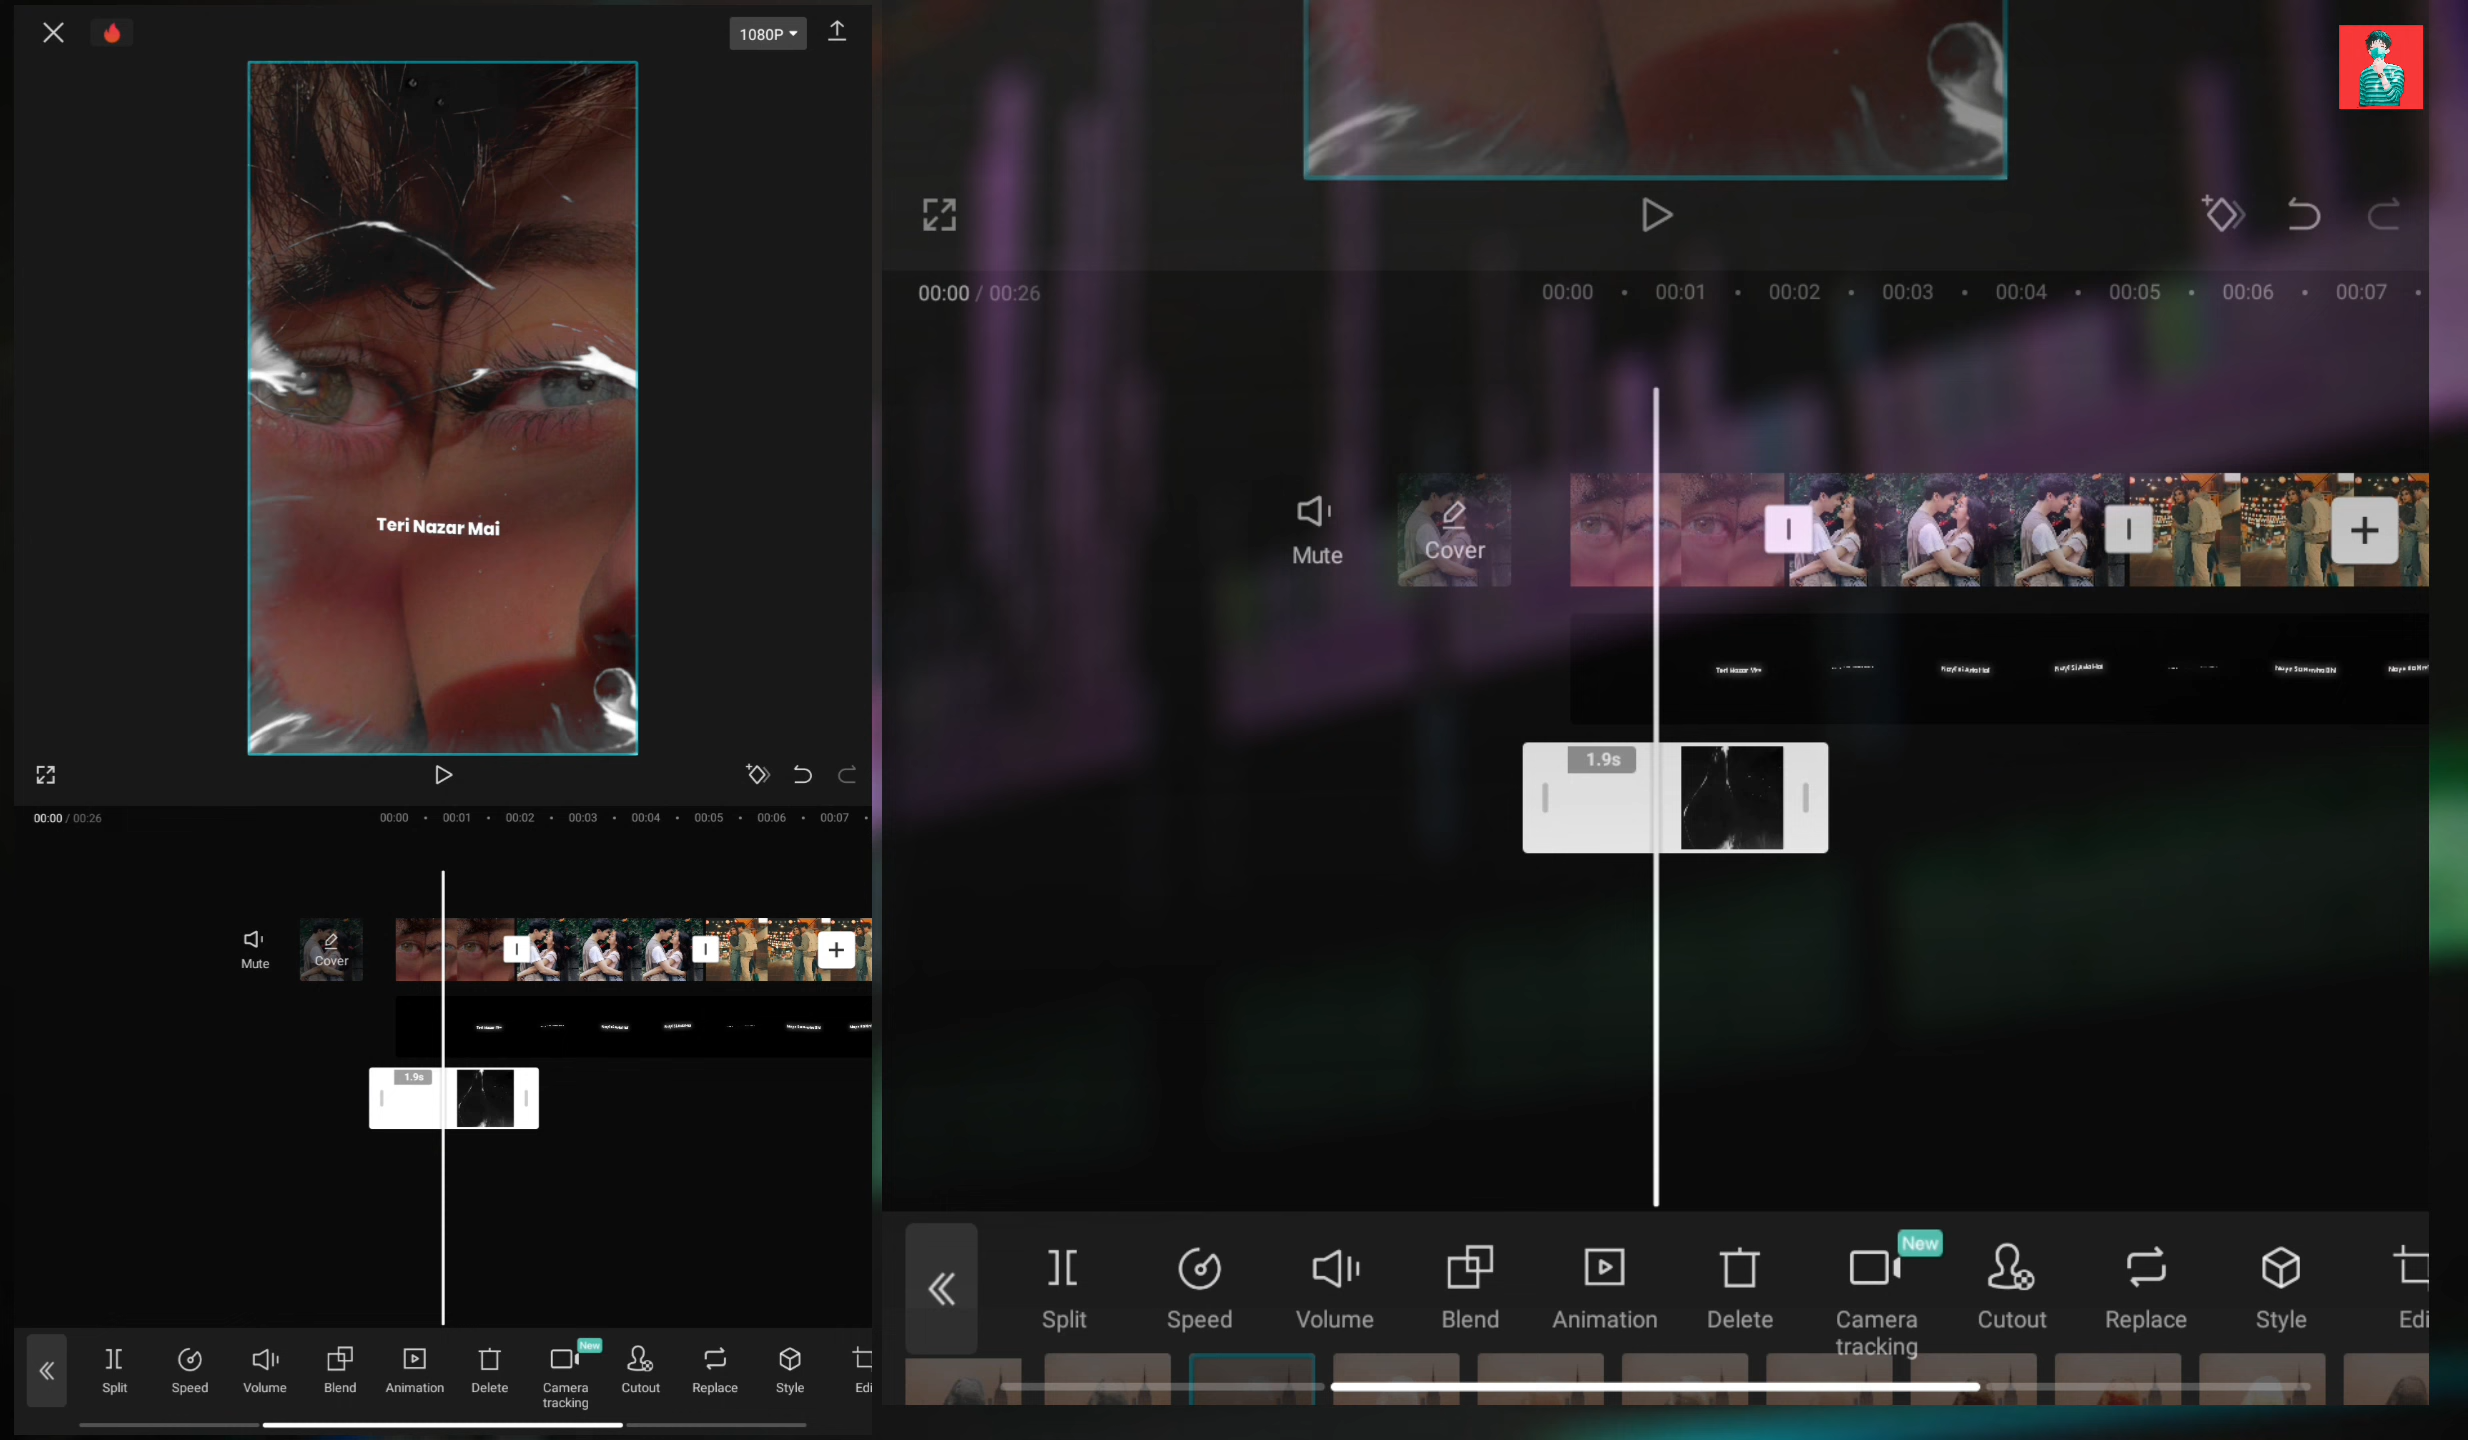 1080P
Teri Nazar Mai
00:00 / 00:26
00:00 00:01 00:02 00:03 00:04 00:05 00:06 00:07
Mute
Cover
1.9s
New
Split Speed Volume Blend Animation Delete Camera tracking Cutout Replace Style Edi
00:00 / 00:26
00:00 00:01 00:02 00:03 00:04 00:05 00:06 00:07
Mute
Cover
Teri Nazar
1.9s
New
Split Speed Volume Blend Animation Delete Camera tracking Cutout Replace Style Edi